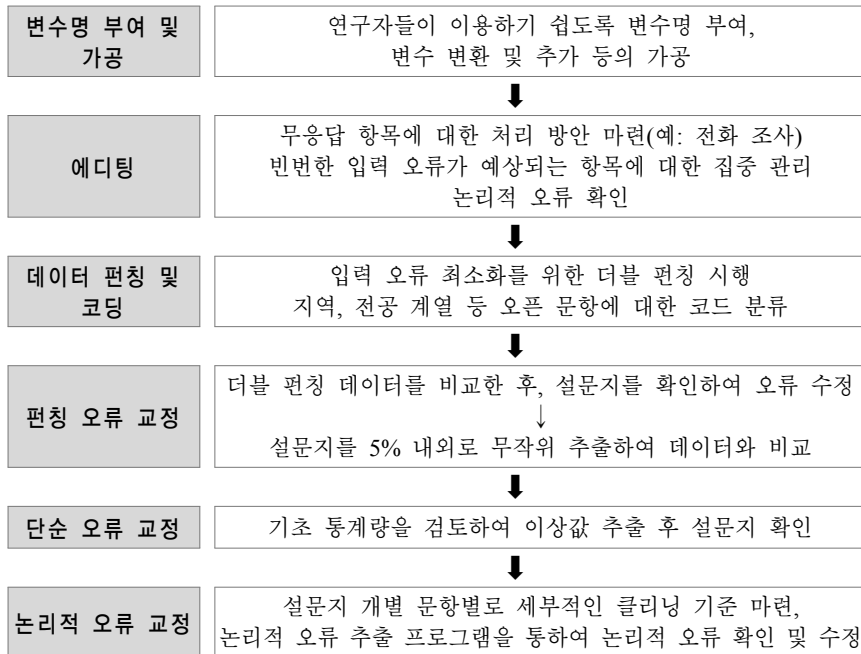 변수명 부여 및
가공
연구자들이 이용하기 쉽도록 변수명 부여,
변수 변환 및 추가 등의 가공
에디팅
무응답 항목에 대한 처리 방안 마련(예: 전화 조사)
빈번한 입력 오류가 예상되는 항목에 대한 집중 관리
논리적 오류 확인
데이터 펀칭 및
코딩
입력 오류 최소화를 위한 더블 펀칭 시행
지역, 전공 계열 등 오픈 문항에 대한 코드 분류
펀칭 오류 교정
더블 펀칭 데이터를 비교한 후, 설문지를 확인하여 오류 수정
↓
설문지를 5% 내외로 무작위 추출하여 데이터와 비교
단순 오류 교정
기초 통계량을 검토하여 이상값 추출 후 설문지 확인
논리적 오류 교정
설문지 개별 문항별로 세부적인 클리닝 기준 마련,
논리적 오류 추출 프로그램을 통하여 논리적 오류 확인 및 수정